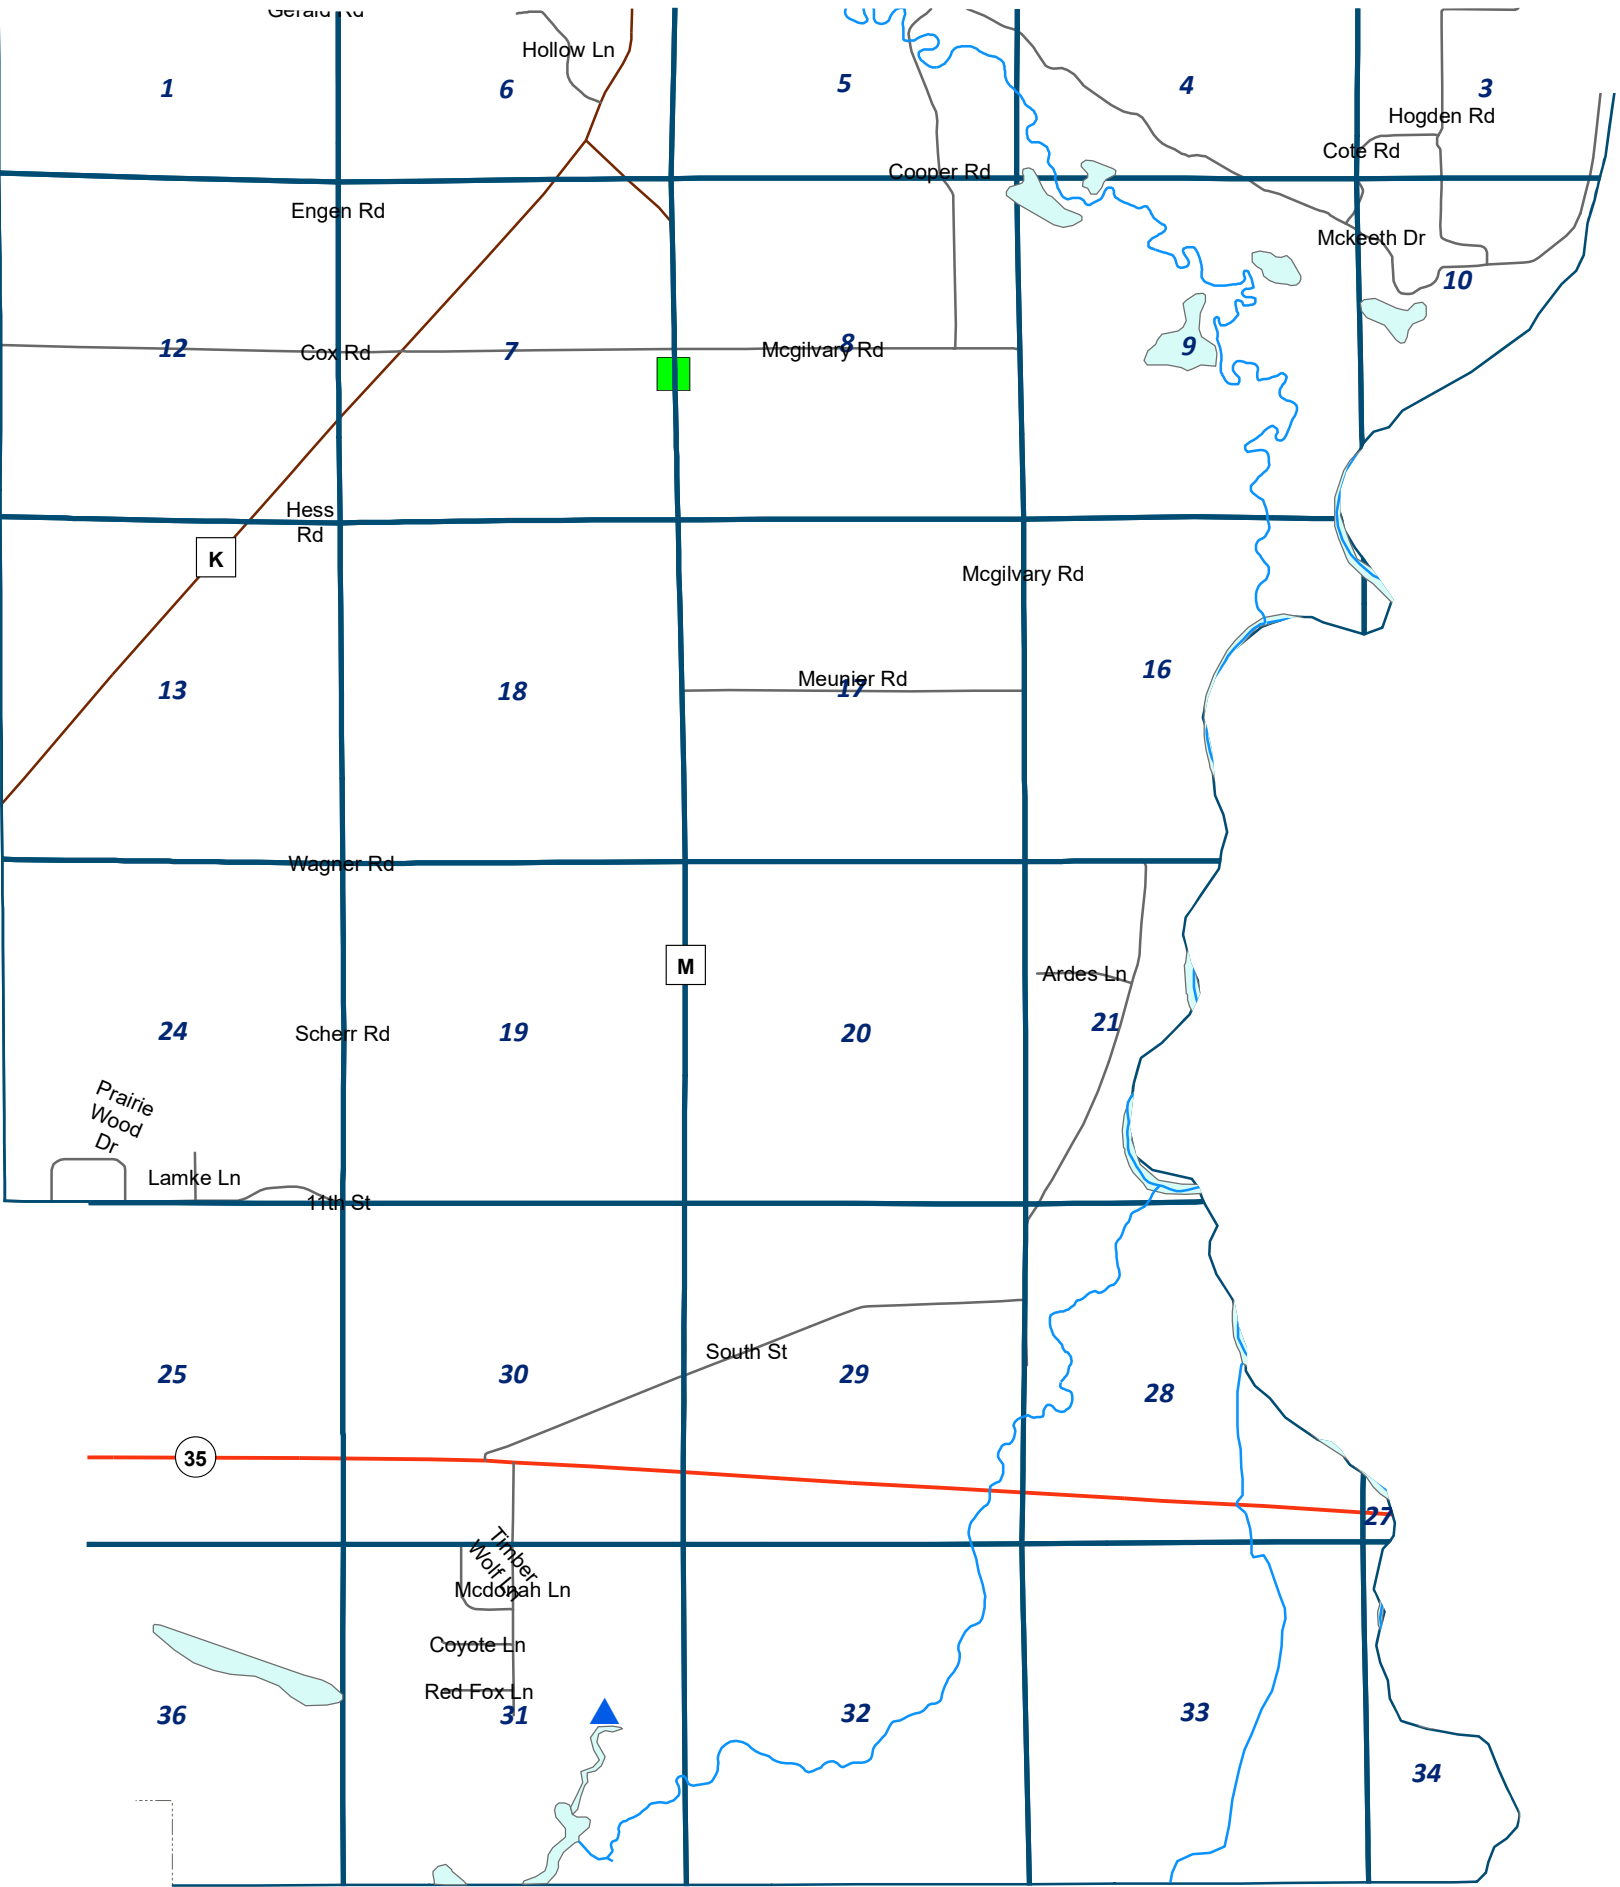 Gerald Rd
Hollow Ln
1
6
5
4
3
Hogden Rd
Cote Rd
Cooper Rd
Engen Rd
Mckeeth Dr
10
12
Cox Rd
7
Mcgilvary Rd
8
9
Hess
Rd
K
Mcgilvary Rd
13
18
Meunier Rd
17
16
Wagner Rd
M
Ardes Ln
24
Scherr Rd
19
20
21
Prairie
Wood
Dr
Lamke Ln
11th St
South St
25
30
29
28
35
27
Timber
Wolf Ln
Mcdonah Ln
Coyote Ln
Red Fox Ln
36
31
32
33
34